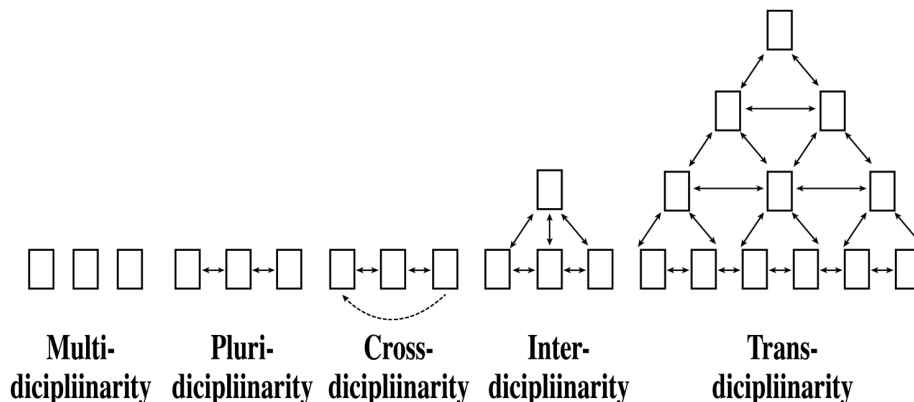 Multi-
dicipliinarity
Pluri-
dicipliinarity
Cross-
dicipliinarity
Inter-
dicipliinarity
Trans-
dicipliinarity